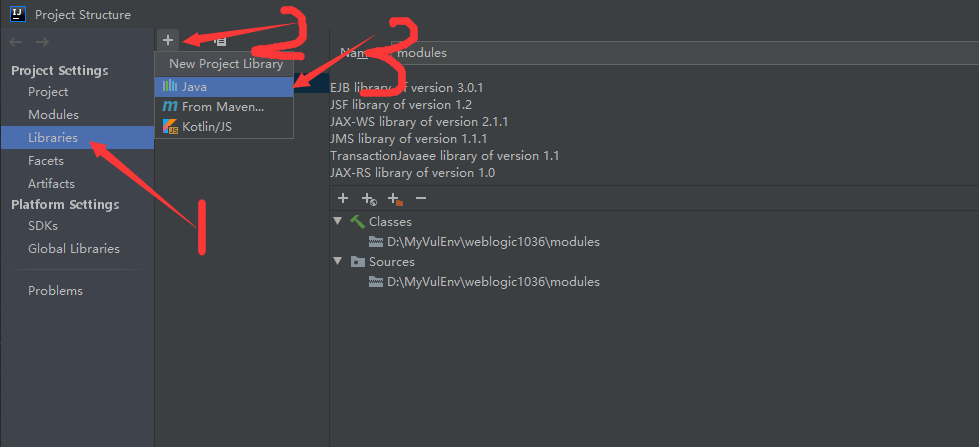 Project Structure
Project Settings
Project
Modules
Libraries
Facets
Artifacts
Platform Settings
SDKs
Global Libraries
Problems
New Project Library
Java
From Maven...
Kotlin/JS
1
2
3
modules
EJB library of version 3.0.1
JSF library of version 1.2
JAX-WS library of version 2.1.1
JMS library of version 1.1.1
TransactionJavaee library of version 1.1
JAX-RS library of version 1.0
Classes
D:\MyVulEnv\weblogic1036\modules
Sources
D:\MyVulEnv\weblogic1036\modules